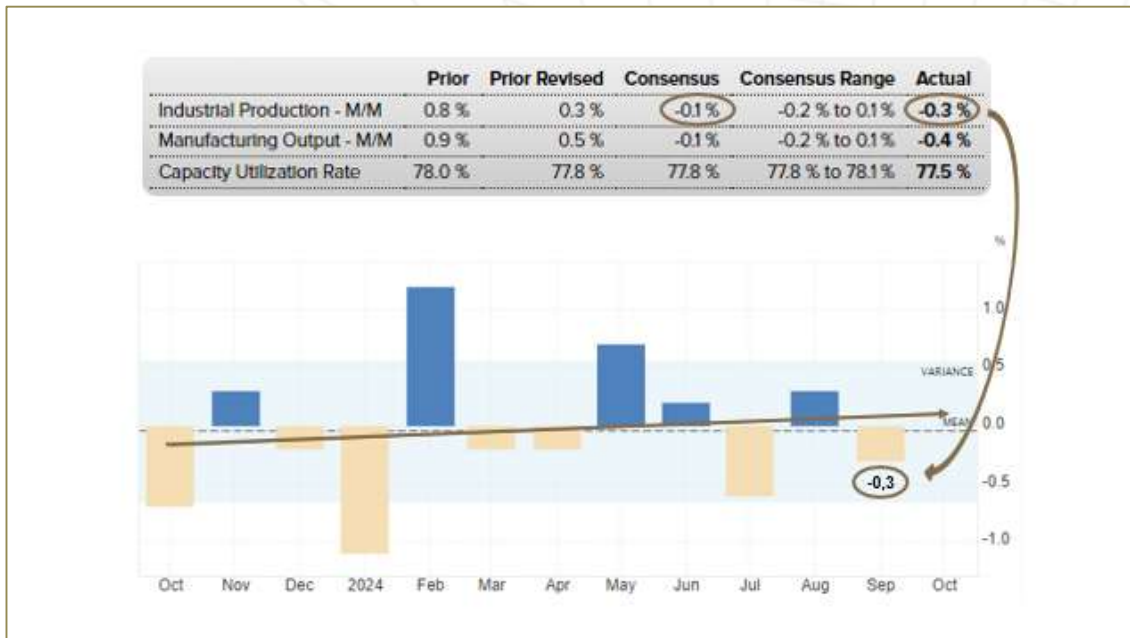 Prior Prior Revised Consensus Consensus Range Actual
Industrial Production - M/M 0.8 % 0.3 % -0.1 % -0.2 % to 0.1 % -0.3 %
Manufacturing Output - M/M 0.9 % 0.5 % -0.1 % -0.2 % to 0.1 % -0.4 %
Capacity Utilization Rate 78.0 % 77.8 % 77.8 % 77.8 % to 78.1 % 77.5 %
%
1.0
VARIANCE 0.5
MEAN 0.0
-0,3
-0.5
-1.0
Oct Nov Dec 2024 Feb Mar Apr May Jun Jul Aug Sep Oct